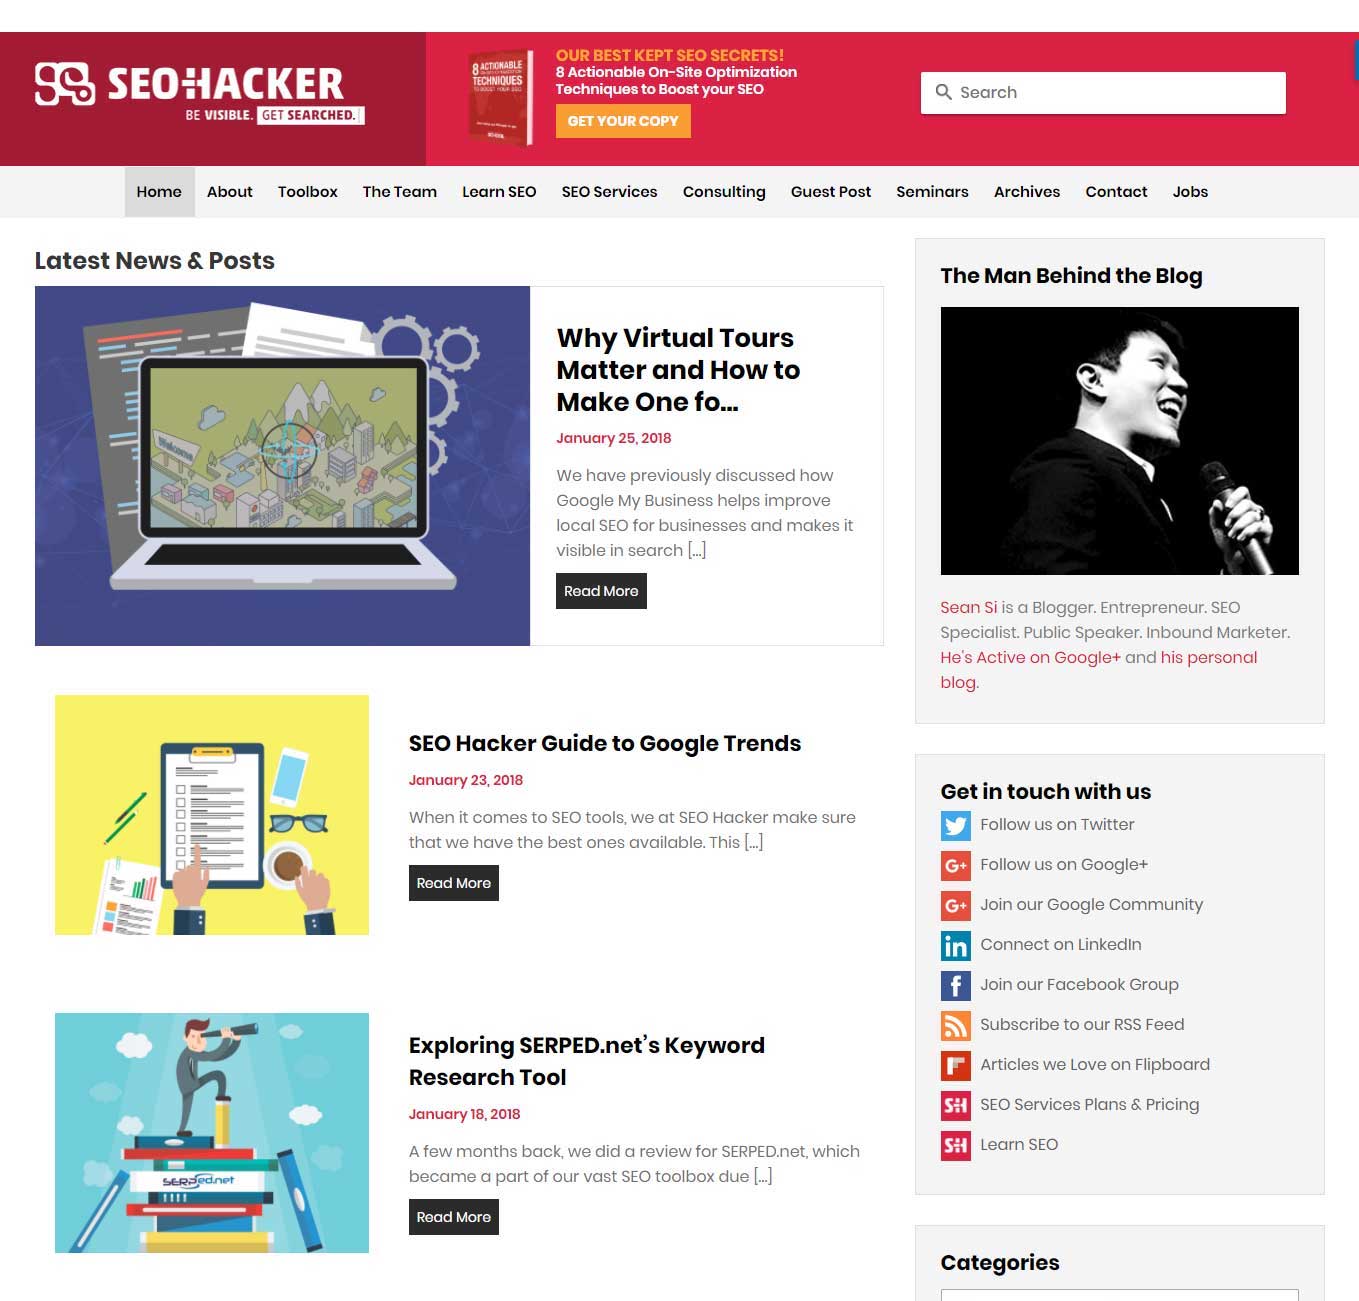 SEO HACKER
BE VISIBLE. GET SEARCHED.
8 ACTIONABLE
TECHNIQUES
TO BOOST YOUR SEO
OUR BEST KEPT SEO SECRETS!
8 Actionable On-Site Optimization
Techniques to Boost your SEO
GET YOUR COPY
Search
Home About Toolbox The Team Learn SEO SEO Services Consulting Guest Post Seminars Archives Contact Jobs
Latest News & Posts
Welcome
Why Virtual Tours
Matter and How to
Make One fo...
January 25, 2018
We have previously discussed how
Google My Business helps improve
local SEO for businesses and makes it
visible in search [...]
Read More
SEO Hacker Guide to Google Trends
January 23, 2018
When it comes to SEO tools, we at SEO Hacker make sure
that we have the best ones available. This [...]
Read More
SERPed.net
Exploring SERPED.net’s Keyword
Research Tool
January 18, 2018
A few months back, we did a review for SERPED.net, which
became a part of our vast SEO toolbox due [...]
Read More
The Man Behind the Blog
Sean Si is a Blogger. Entrepreneur. SEO
Specialist. Public Speaker. Inbound Marketer.
He's Active on Google+ and his personal
blog.
Get in touch with us
Follow us on Twitter
G+ Follow us on Google+
G+ Join our Google Community
in Connect on LinkedIn
f Join our Facebook Group
Subscribe to our RSS Feed
Articles we Love on Flipboard
SH SEO Services Plans & Pricing
SH Learn SEO
Categories